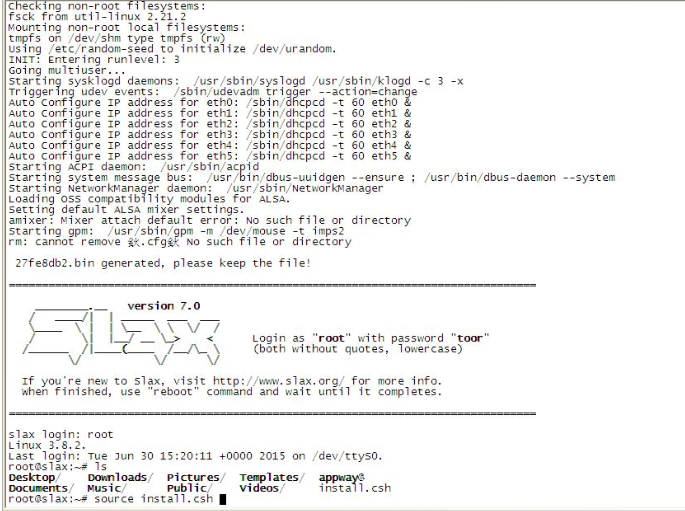 Checking non-root filesystems:
fsck from util-linux 2.21.2
Mounting non-root local filesystems:
tmpfs on /dev/shm type tmpfs (rw)
Using /etc/random-seed to initialize /dev/urandom.
INIT: Entering runlevel: 3
Going multiuser...
Starting sysklogd daemons:  /usr/sbin/syslogd /usr/sbin/klogd -c 3 -x
Triggering udev events:  /sbin/udevadm trigger --action=change
Auto Configure IP address for eth0: /sbin/dhcpcd -t 60 eth0 &
Auto Configure IP address for eth1: /sbin/dhcpcd -t 60 eth1 &
Auto Configure IP address for eth2: /sbin/dhcpcd -t 60 eth2 &
Auto Configure IP address for eth3: /sbin/dhcpcd -t 60 eth3 &
Auto Configure IP address for eth4: /sbin/dhcpcd -t 60 eth4 &
Auto Configure IP address for eth5: /sbin/dhcpcd -t 60 eth5 &
Starting ACPI daemon:  /usr/sbin/acpid
Starting system message bus:  /usr/bin/dbus-uuidgen --ensure ; /usr/bin/dbus-daemon --system
Starting NetworkManager daemon:  /usr/sbin/NetworkManager
Loading OSS compatibility modules for ALSA.
Setting default ALSA mixer settings.
amixer: Mixer attach default error: No such file or directory
Starting gpm:  /usr/sbin/gpm -m /dev/mouse -t imps2
rm: cannot remove .cfg No such file or directory
27fe8db2.bin generated, please keep the file!
version 7.0
Slax
Login as "root" with password "toor"
(both without quotes, lowercase)
If you're new to Slax, visit http://www.slax.org/ for more info.
When finished, use "reboot" command and wait until it completes.
slax login: root
Linux 3.8.2.
Last login: Tue Jun 30 15:20:11 +0000 2015 on /dev/ttyS0.
root@slax:~# ls
Desktop/    Downloads/  Pictures/  Templates/  appway@
Documents/  Music/      Public/    Videos/     install.csh
root@slax:~# source install.csh